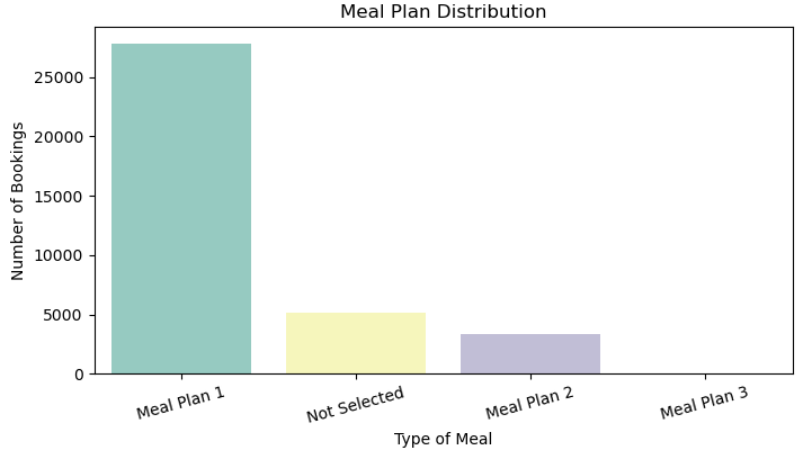 Meal Plan Distribution
Number of Bookings
25000
20000
15000
10000
5000
0
Meal Plan 1
Not Selected
Meal Plan 2
Meal Plan 3
Type of Meal